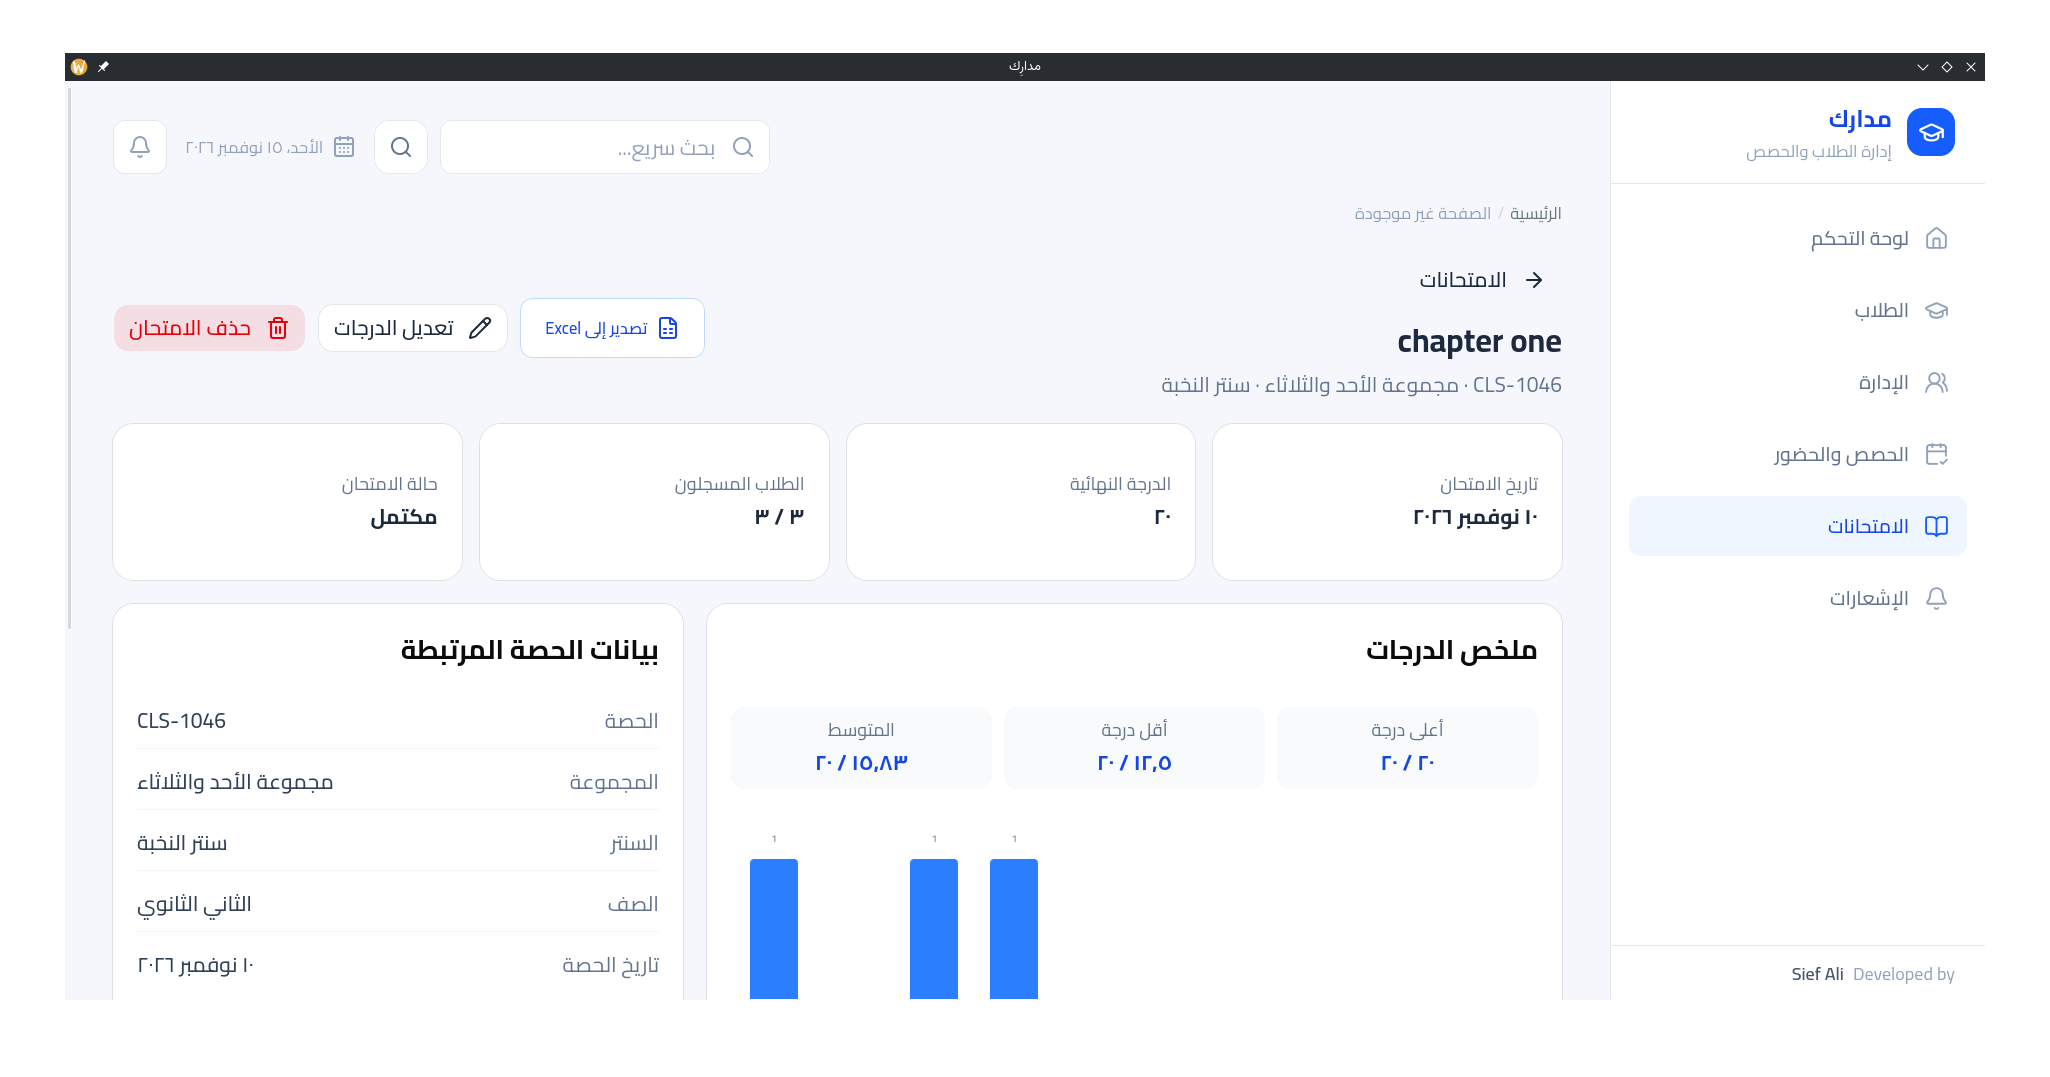 مدارك
مدارك
إدارة الطلاب والحصص
لوحة التحكم
الطلاب
الإدارة
الحصص والحضور
الامتحانات
الإشعارات
Developed by Sief Ali
بحث سريع...
الأحد، ١٥ نوفمبر ٢٠٢٦
الرئيسية / الصفحة غير موجودة
الامتحانات
chapter one
CLS-1046 · مجموعة الأحد والثلاثاء · سنتر النخبة
تصدير إلى Excel
تعديل الدرجات
حذف الامتحان
تاريخ الامتحان
١٠ نوفمبر ٢٠٢٦
الدرجة النهائية
٢٠
الطلاب المسجلون
٣ / ٣
حالة الامتحان
مكتمل
ملخص الدرجات
أعلى درجة
٢٠ / ٢٠
أقل درجة
١٢,٥ / ٢٠
المتوسط
١٥,٨٣ / ٢٠
١
١
١
بيانات الحصة المرتبطة
الحصة
CLS-1046
المجموعة
مجموعة الأحد والثلاثاء
السنتر
سنتر النخبة
الصف
الثاني الثانوي
تاريخ الحصة
١٠ نوفمبر ٢٠٢٦